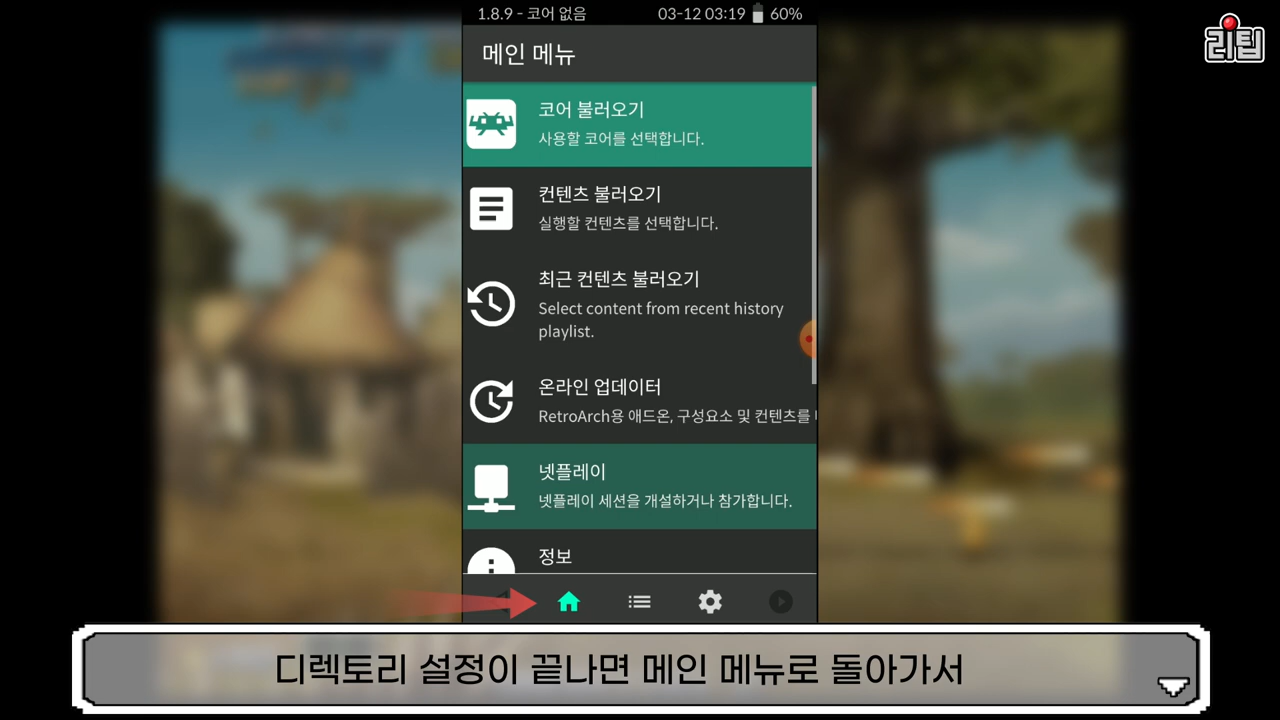 1.8.9 - 코어 없음
03-12 03:19 60%
리팁
메인 메뉴
코어 불러오기
사용할 코어를 선택합니다.
컨텐츠 불러오기
실행할 컨텐츠를 선택합니다.
최근 컨텐츠 불러오기
Select content from recent history
playlist.
온라인 업데이터
RetroArch용 애드온, 구성요소 및 컨텐츠를
넷플레이
넷플레이 세션을 개설하거나 참가합니다.
정보
디렉토리 설정이 끝나면 메인 메뉴로 돌아가서